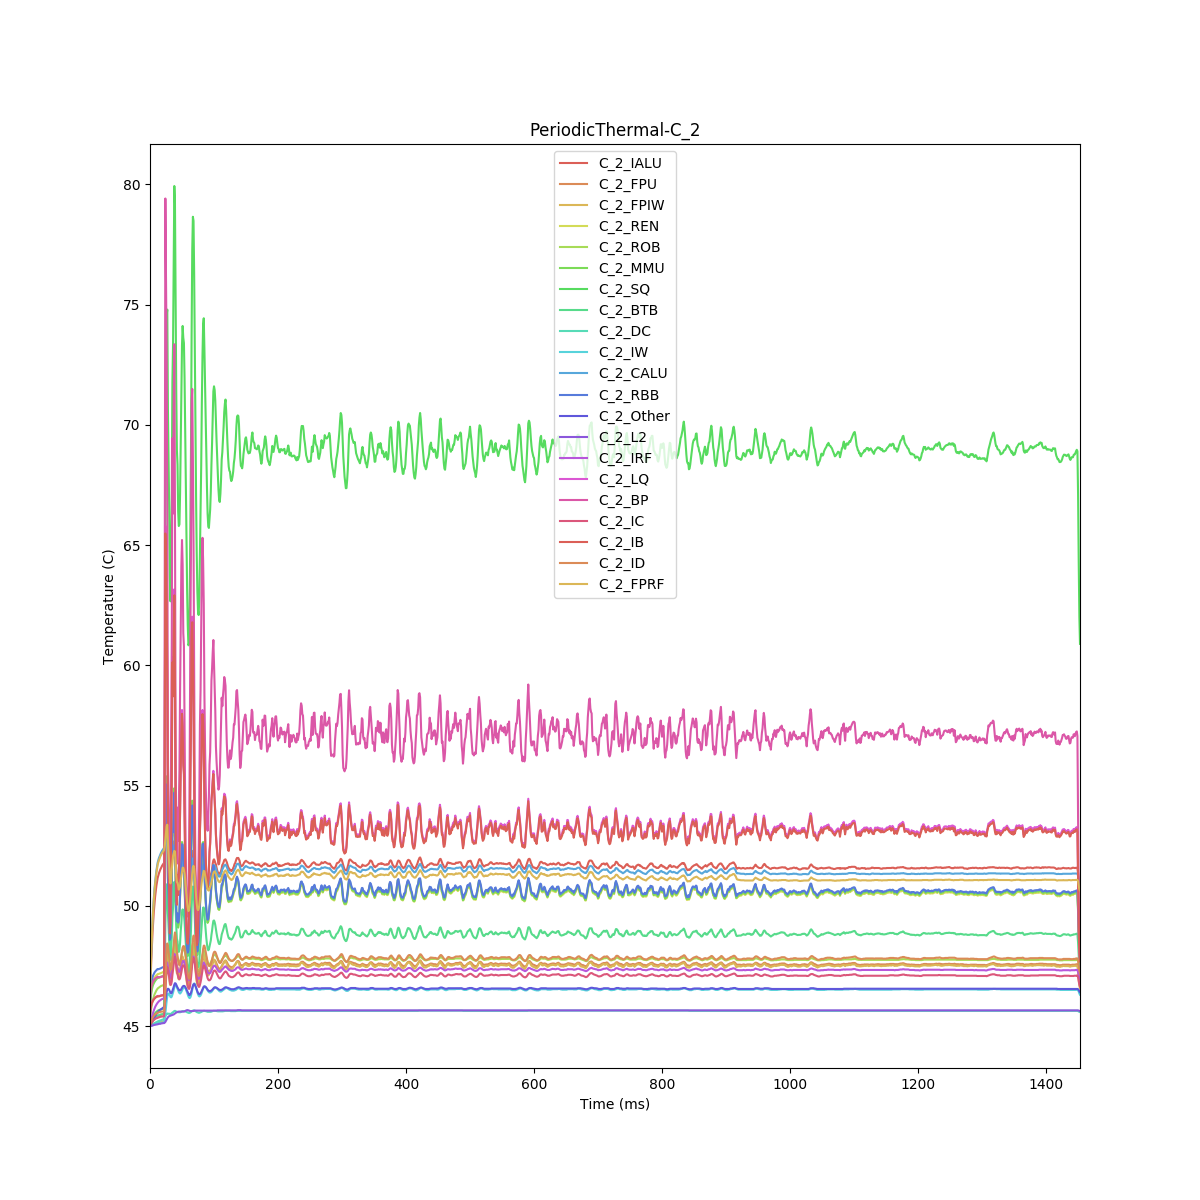 PeriodicThermal-C_2
C_2_IALU
C_2_FPU
C_2_FPIW
C_2_REN
C_2_ROB
C_2_MMU
C_2_SQ
C_2_BTB
C_2_DC
C_2_IW
C_2_CALU
C_2_RBB
C_2_Other
C_2_L2
C_2_IRF
C_2_LQ
C_2_BP
C_2_IC
C_2_IB
C_2_ID
C_2_FPRF
80
75
70
65
60
55
50
45
Temperature (C)
0 200 400 600 800 1000 1200 1400
Time (ms)